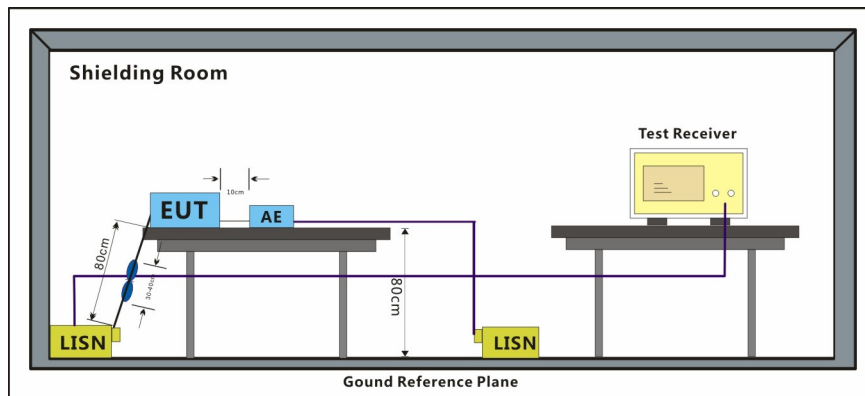 Shielding Room
Test Receiver
10cm
EUT
AE
80cm
30-40cm
80cm
LISN
LISN
Gound Reference Plane